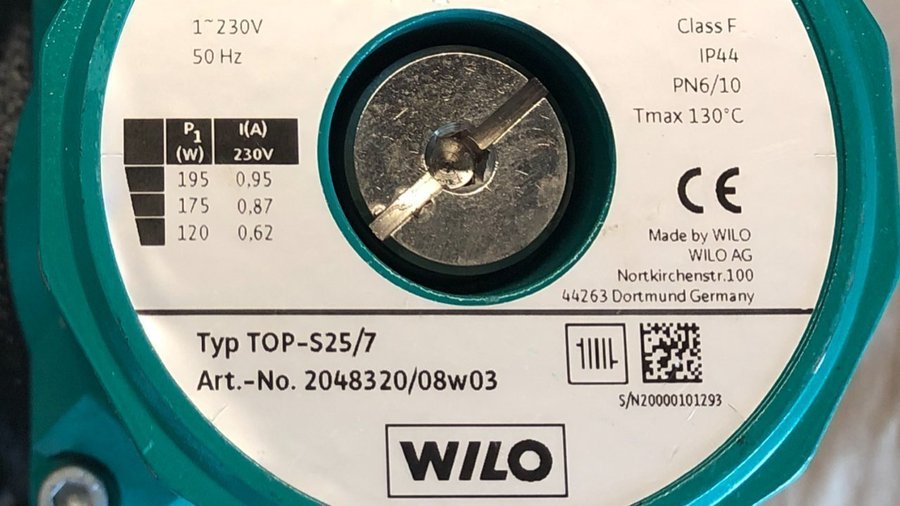 1~230V
50 Hz
Class F
IP44
PN6/10
Tmax 130°C
P1 I(A)
(W) 230V
195 0,95
175 0,87
120 0,62
CE
Made by WILO
WILO AG
Nortkirchenstr.100
44263 Dortmund Germany
Typ TOP-S25/7
Art.-No. 2048320/08w03
S/N20000101293
WILO